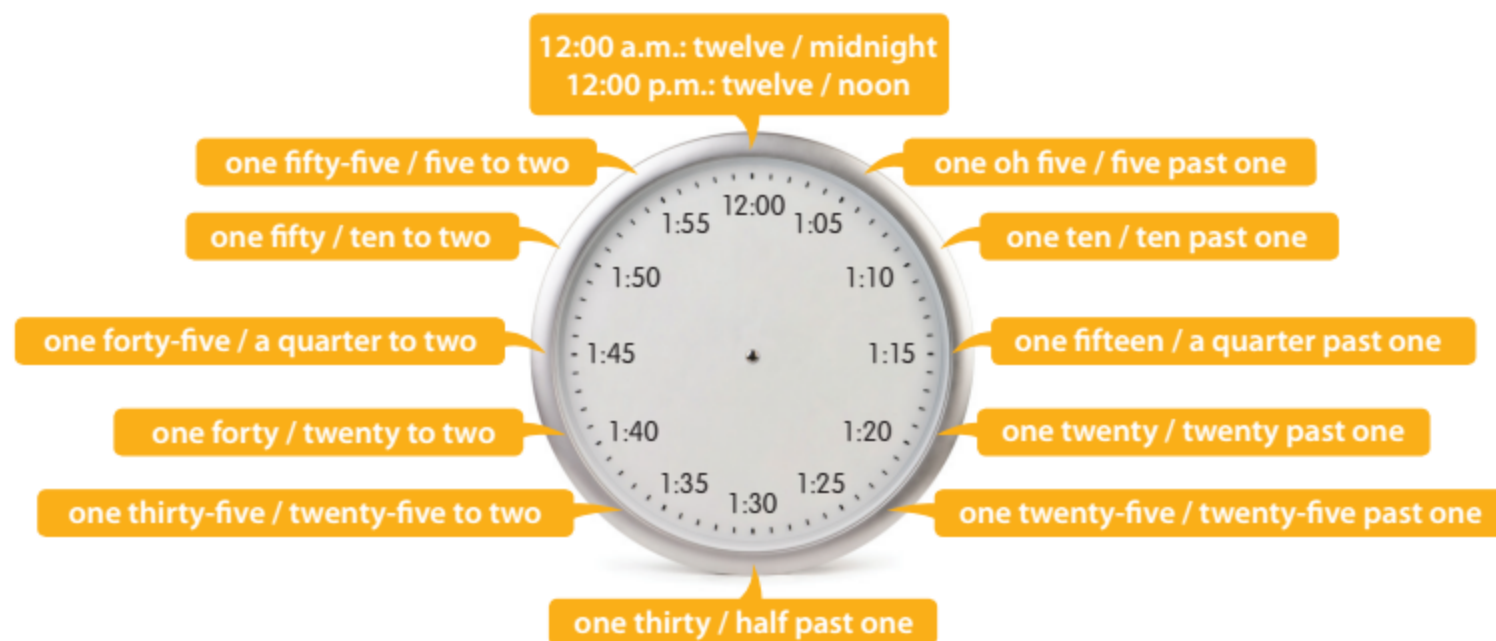 12:00 a.m.: twelve / midnight
12:00 p.m.: twelve / noon
one fifty-five / five to two
one oh five / five past one
one fifty / ten to two
one ten / ten past one
one forty-five / a quarter to two
one fifteen / a quarter past one
one forty / twenty to two
one twenty / twenty past one
one thirty-five / twenty-five to two
one twenty-five / twenty-five past one
one thirty / half past one
12:00
1:05
1:10
1:15
1:20
1:25
1:30
1:35
1:40
1:45
1:50
1:55